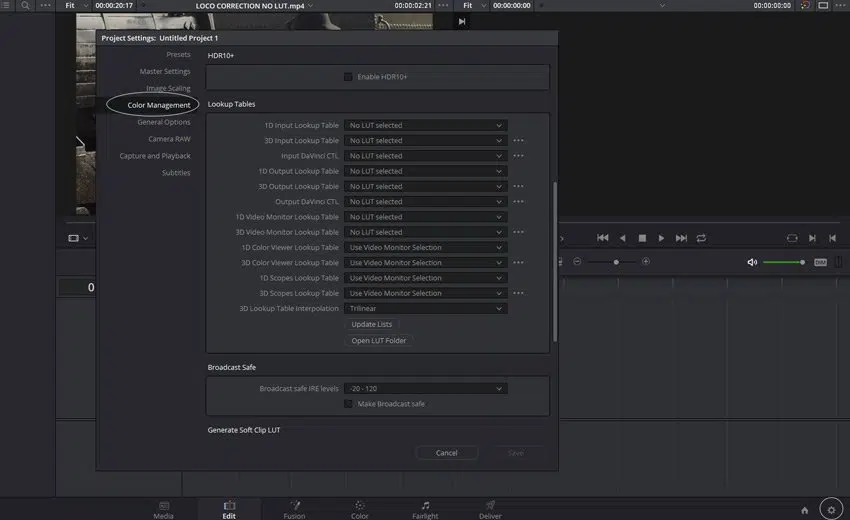 Fit 00:00:20:17 LOCO CORRECTION NO LUT.mp4 00:00:02:21 Fit 00:00:00:00 00:00:00:00
Project Settings: Untitled Project 1
Presets
Master Settings
Image Scaling
Color Management
General Options
Camera RAW
Capture and Playback
Subtitles
HDR10+
Enable HDR10+
Lookup Tables
1D Input Lookup Table No LUT selected
3D Input Lookup Table No LUT selected
Input DaVinci CTL No LUT selected
1D Output Lookup Table No LUT selected
3D Output Lookup Table No LUT selected
Output DaVinci CTL No LUT selected
1D Video Monitor Lookup Table No LUT selected
3D Video Monitor Lookup Table No LUT selected
1D Color Viewer Lookup Table Use Video Monitor Selection
3D Color Viewer Lookup Table Use Video Monitor Selection
1D Scopes Lookup Table Use Video Monitor Selection
3D Scopes Lookup Table Use Video Monitor Selection
3D Lookup Table Interpolation Trilinear
Update Lists
Open LUT Folder
Broadcast Safe
Broadcast safe IRE levels -20 - 120
Make Broadcast safe
Generate Soft Clip LUT
Cancel Save
DIM
0
Media Edit Fusion Color Fairlight Deliver